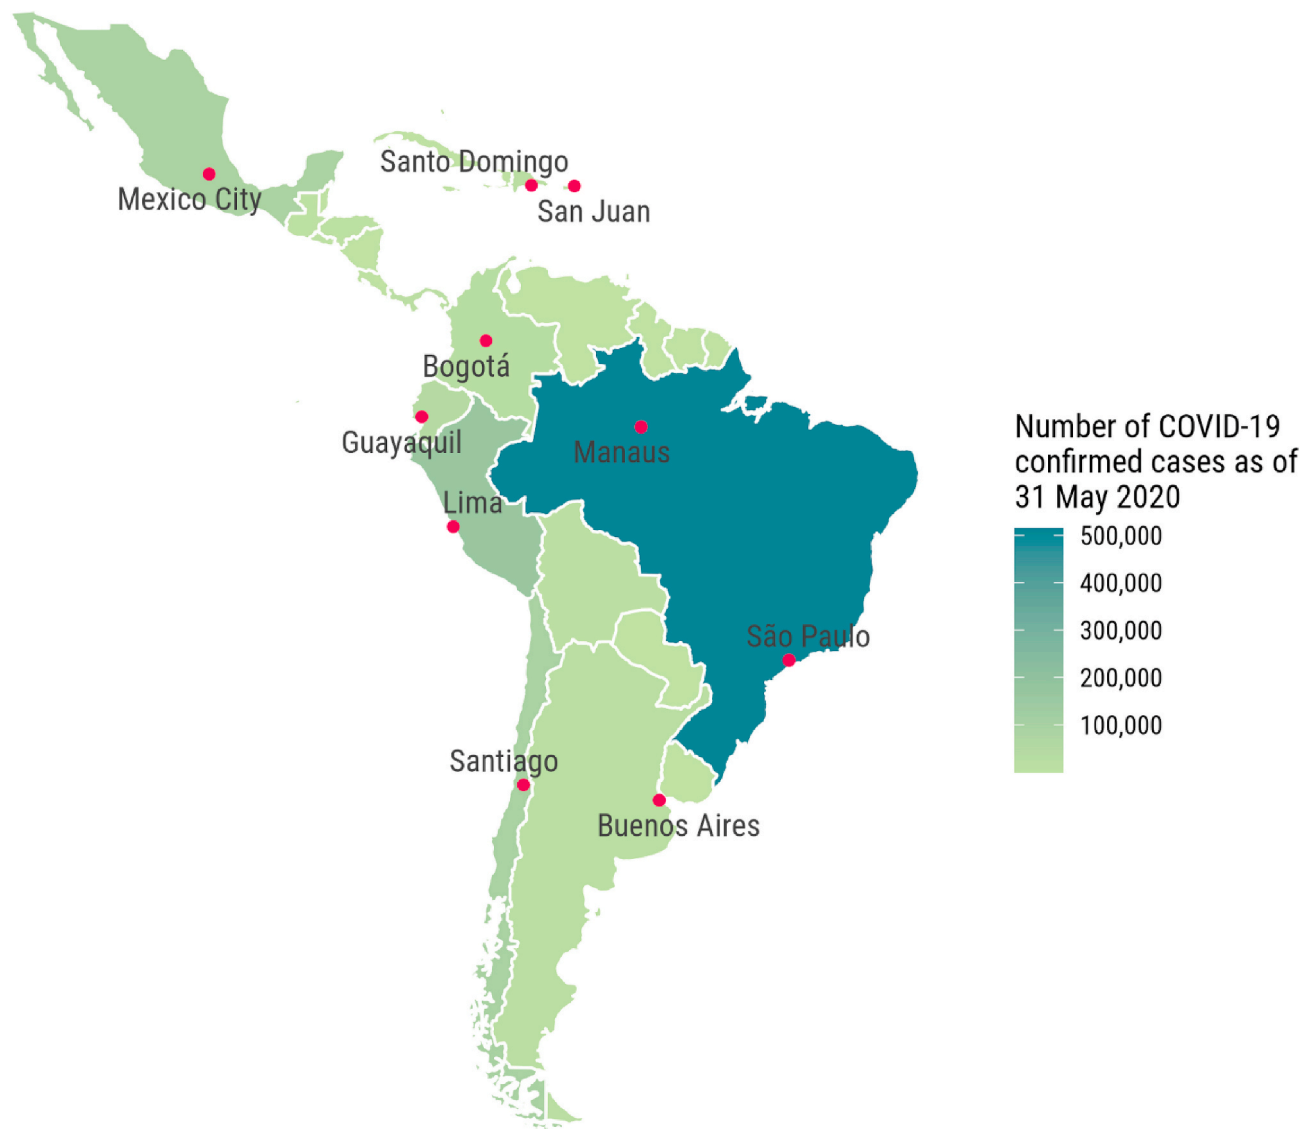 Santo Domingo
Mexico City
San Juan
Bogotá
Guayaquil
Manaus
Lima
São Paulo
Santiago
Buenos Aires
Number of COVID-19
confirmed cases as of
31 May 2020
500,000
400,000
300,000
200,000
100,000